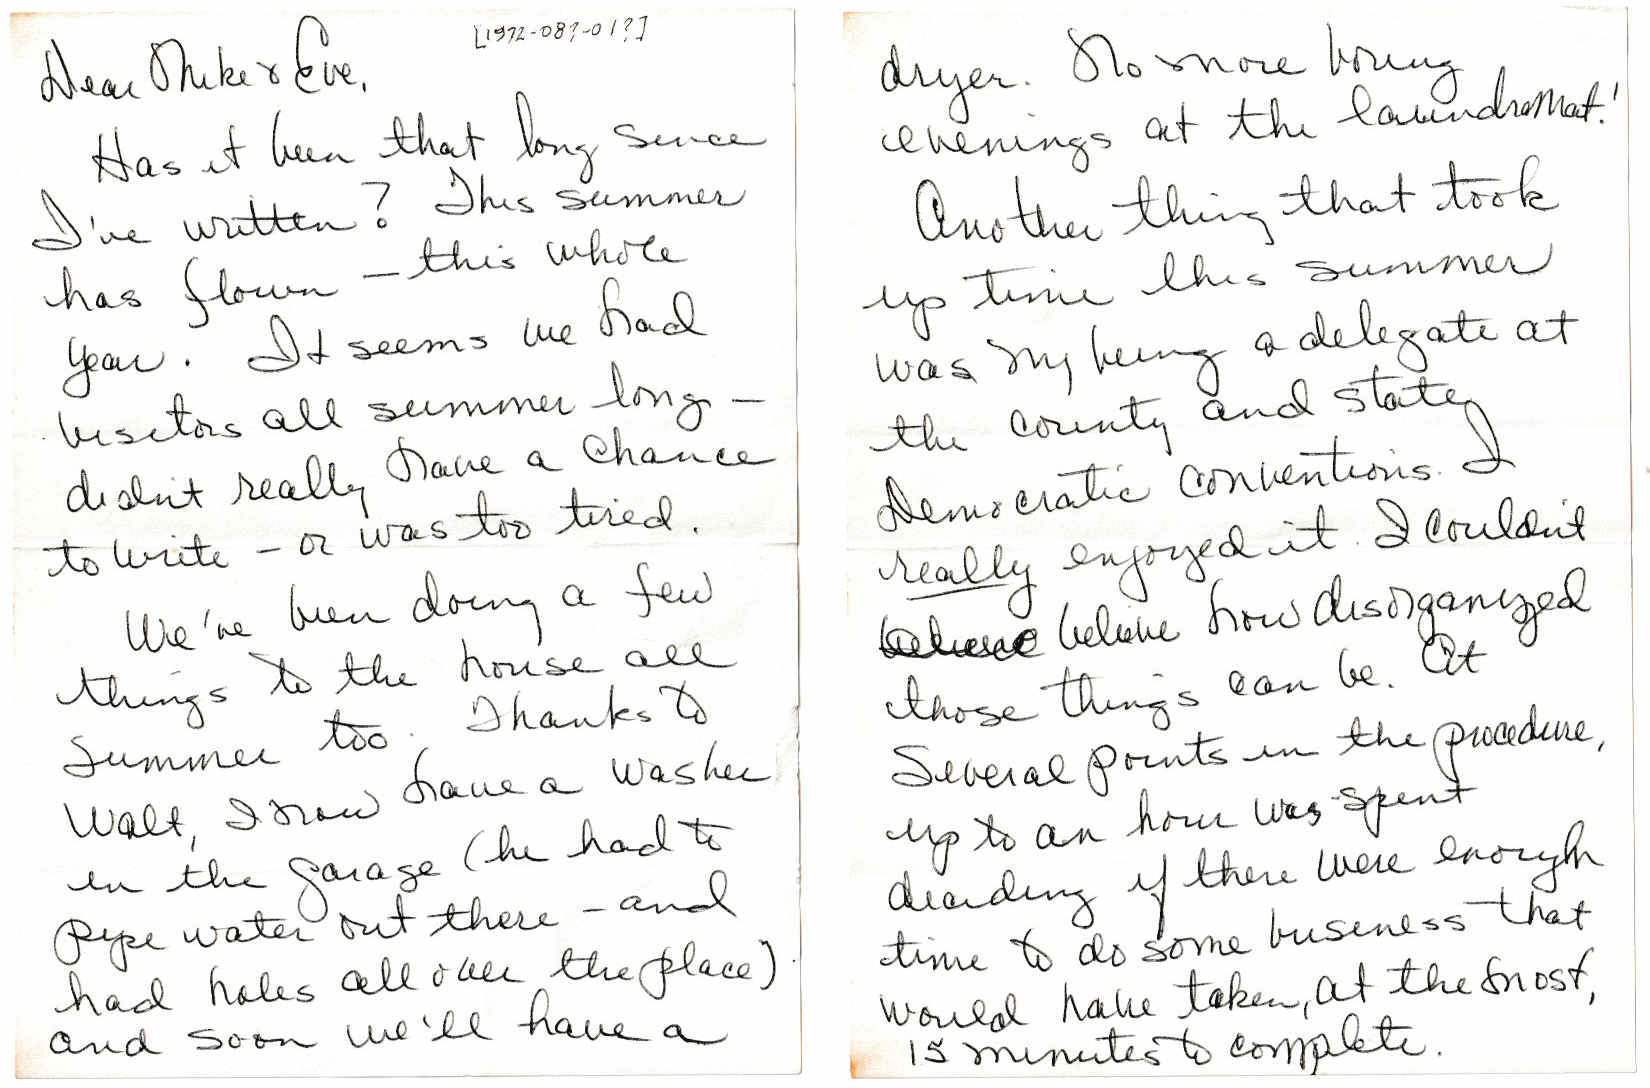 [1972-08?-01?]
Dear Mike & Eve,
Has it been that long since
I've written? This summer
has flown - this whole
year. It seems we had
visitors all summer long -
didn't really have a chance
to write - or was too tired.
We've been doing a few
things to the house all
summer too. Thanks to
Walt, I now have a washer
in the garage (he had to
pipe water out there - and
had holes all over the place)
and soon we'll have a
dryer. No more boring
evenings at the laundromat!
Another thing that took
up time this summer
was my being a delegate at
the county and state
Democratic conventions. I
really enjoyed it. I couldn't
believe how disorganized
those things can be. At
several points in the procedure,
up to an hour was spent
deciding if there were enough
time to do some business that
would have taken, at the most,
15 minutes to complete.